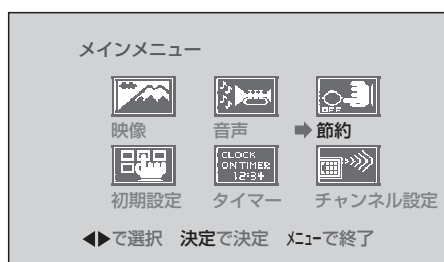 メインメニュー
OFF
映像 音声 ➡ 節約
CLOCK
ONTIMER
12:34
初期設定 タイマー チャンネル設定
◀▶で選択 決定で決定 メニューで終了